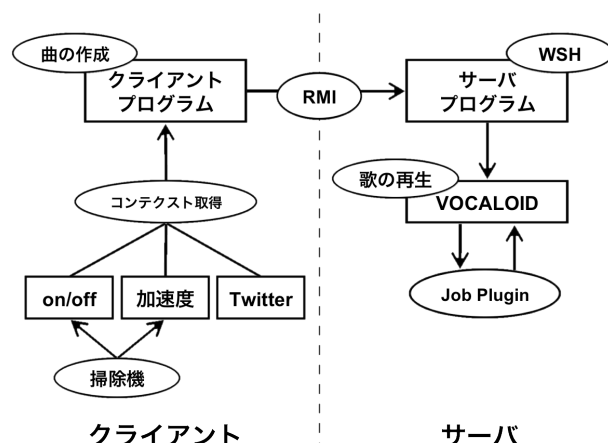 曲の作成
クライアント
プログラム
RMI
WSH
サーバ
プログラム
コンテクスト取得
歌の再生
VOCALOID
on/off
加速度
Twitter
Job Plugin
掃除機
クライアント
サーバ